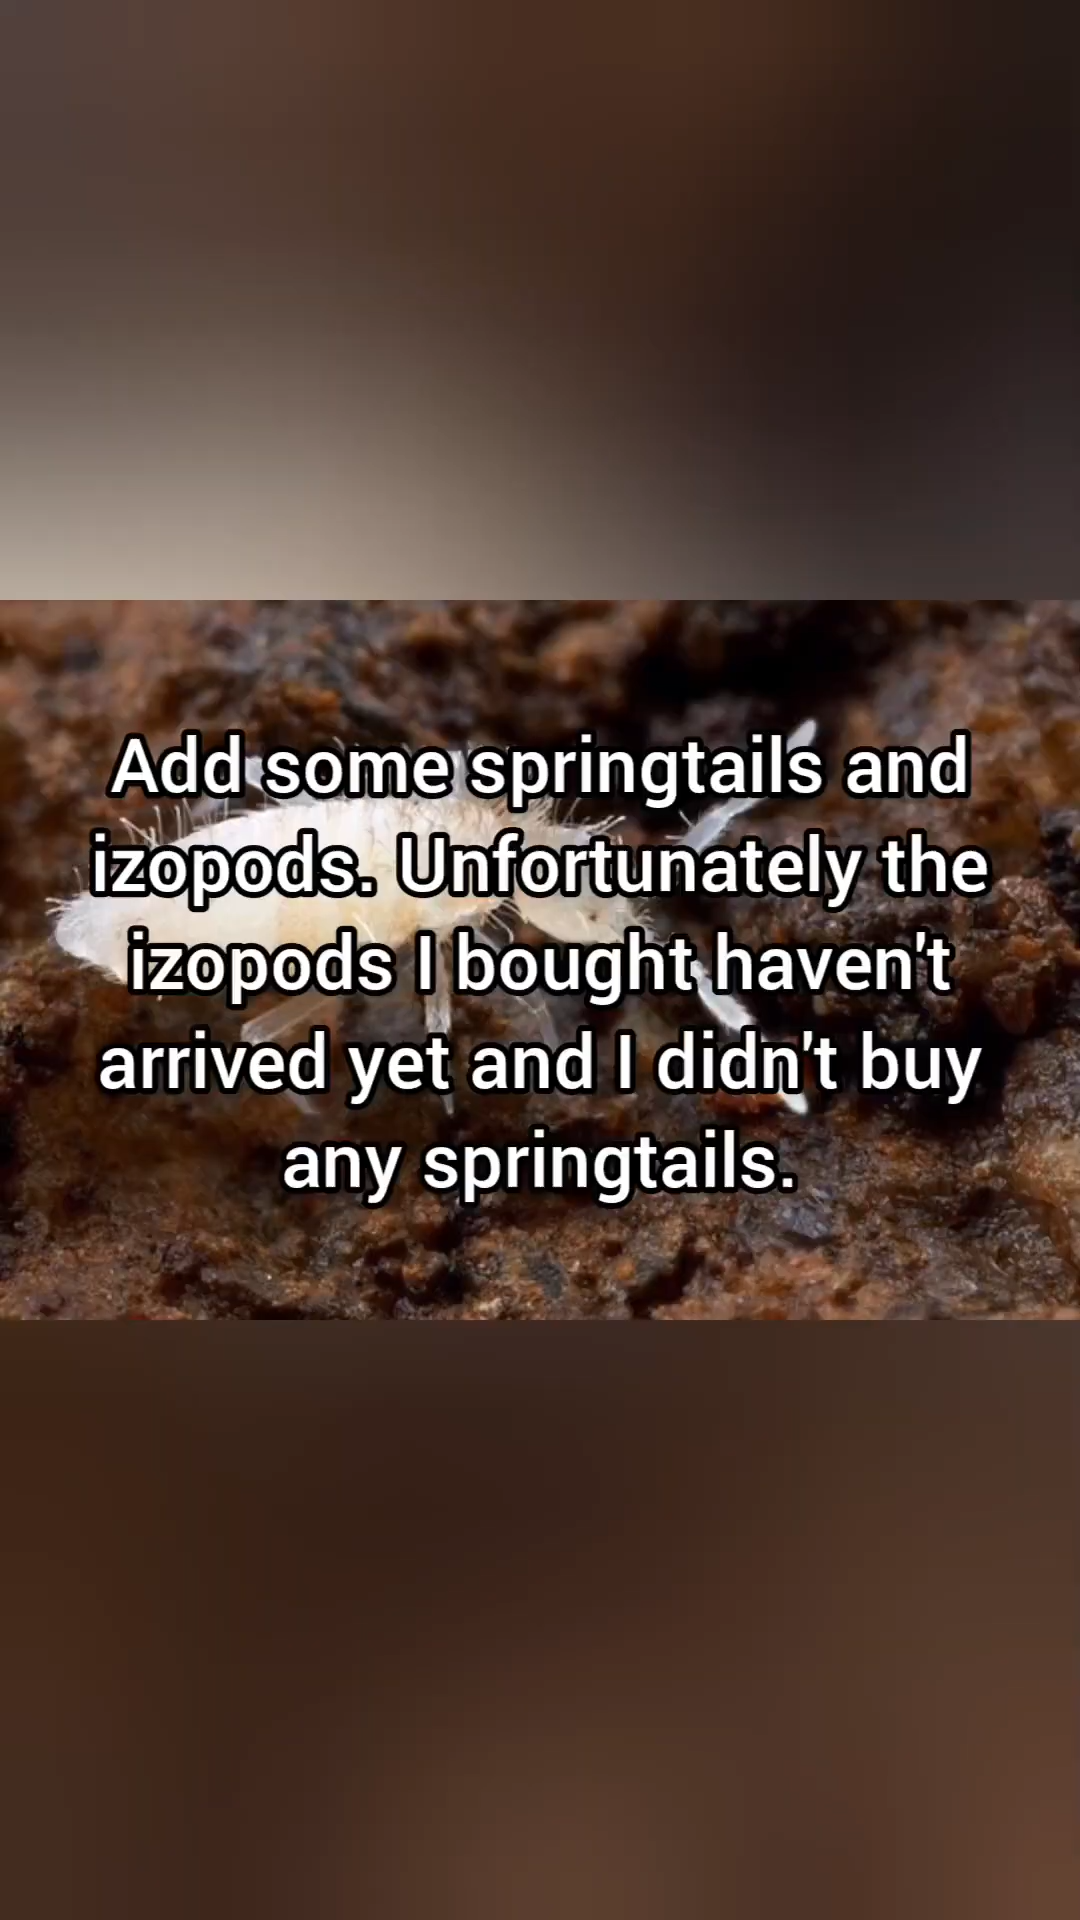 Add some springtails and
izopods. Unfortunately the
izopods I bought haven't
arrived yet and I didn't buy
any springtails.